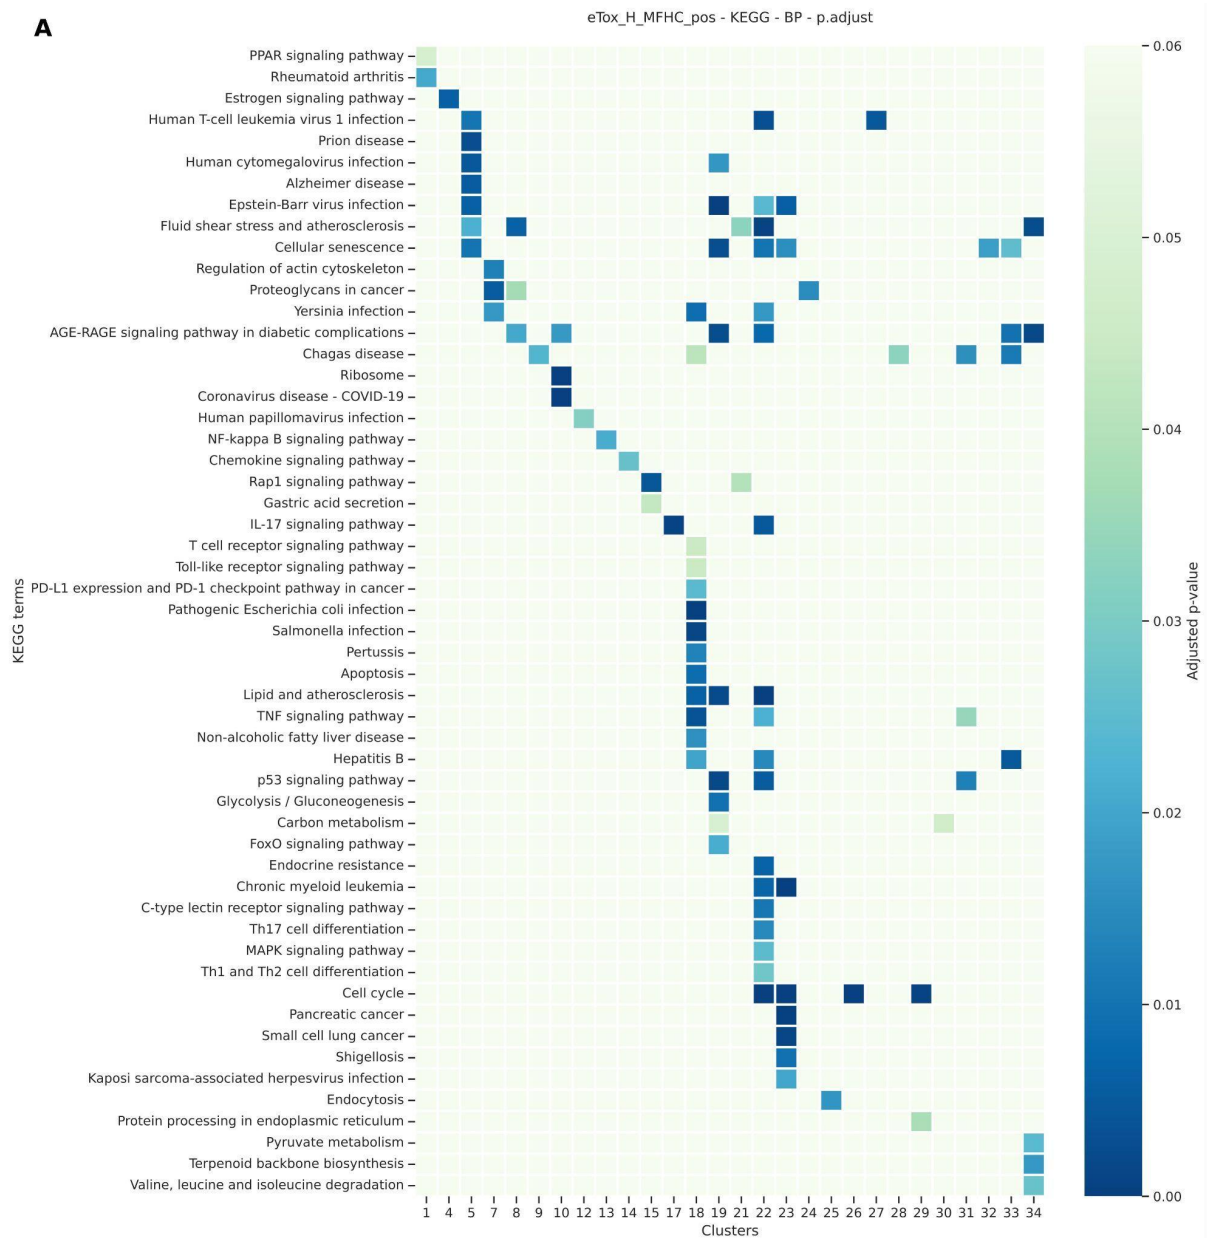 eTox_H_MFHC_pos - KEGG - BP - p.adjust
A
PPAR signaling pathway
Rheumatoid arthritis
Estrogen signaling pathway
Human T-cell leukemia virus 1 infection
Prion disease
Human cytomegalovirus infection
Alzheimer disease
Epstein-Barr virus infection
Fluid shear stress and atherosclerosis
Cellular senescence
Regulation of actin cytoskeleton
Proteoglycans in cancer
Yersinia infection
AGE-RAGE signaling pathway in diabetic complications
Chagas disease
Ribosome
Coronavirus disease - COVID-19
Human papillomavirus infection
NF-kappa B signaling pathway
Chemokine signaling pathway
Rap1 signaling pathway
Gastric acid secretion
IL-17 signaling pathway
T cell receptor signaling pathway
Toll-like receptor signaling pathway
PD-L1 expression and PD-1 checkpoint pathway in cancer
Pathogenic Escherichia coli infection
Salmonella infection
Pertussis
Apoptosis
Lipid and atherosclerosis
TNF signaling pathway
Non-alcoholic fatty liver disease
Hepatitis B
p53 signaling pathway
Glycolysis / Gluconeogenesis
Carbon metabolism
FoxO signaling pathway
Endocrine resistance
Chronic myeloid leukemia
C-type lectin receptor signaling pathway
Th17 cell differentiation
MAPK signaling pathway
Th1 and Th2 cell differentiation
Cell cycle
Pancreatic cancer
Small cell lung cancer
Shigellosis
Kaposi sarcoma-associated herpesvirus infection
Endocytosis
Protein processing in endoplasmic reticulum
Pyruvate metabolism
Terpenoid backbone biosynthesis
Valine, leucine and isoleucine degradation
KEGG terms
1 4 5 7 8 9 10 12 13 14 15 17 18 19 21 22 23 24 25 26 27 28 29 30 31 32 33 34
Clusters
0.06
0.05
0.04
0.03
0.02
0.01
0.00
Adjusted p-value